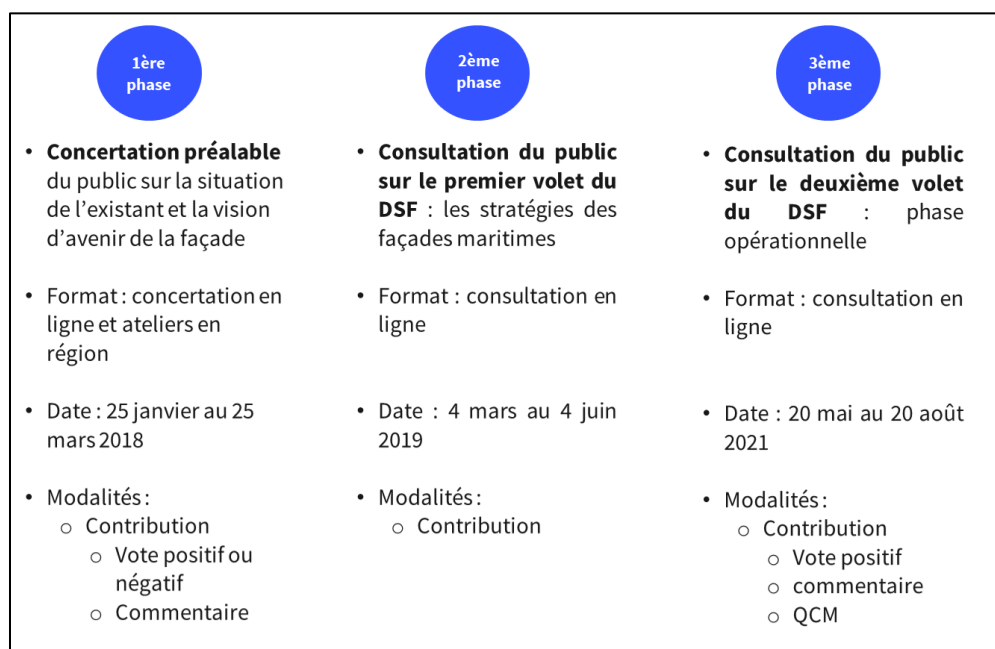 1ère
phase
• Concertation préalable
du public sur la situation
de l’existant et la vision
d’avenir de la façade
• Format : concertation en
ligne et ateliers en
région
• Date : 25 janvier au 25
mars 2018
• Modalités :
o Contribution
o Vote positif ou
négatif
o Commentaire
2ème
phase
• Consultation du public
sur le premier volet du
DSF : les stratégies des
façades maritimes
• Format : consultation en
ligne
• Date : 4 mars au 4 juin
2019
• Modalités :
o Contribution
3ème
phase
• Consultation du public
sur le deuxième volet
du DSF : phase
opérationnelle
• Format : consultation en
ligne
• Date : 20 mai au 20 août
2021
• Modalités :
o Contribution
o Vote positif
o commentaire
o QCM